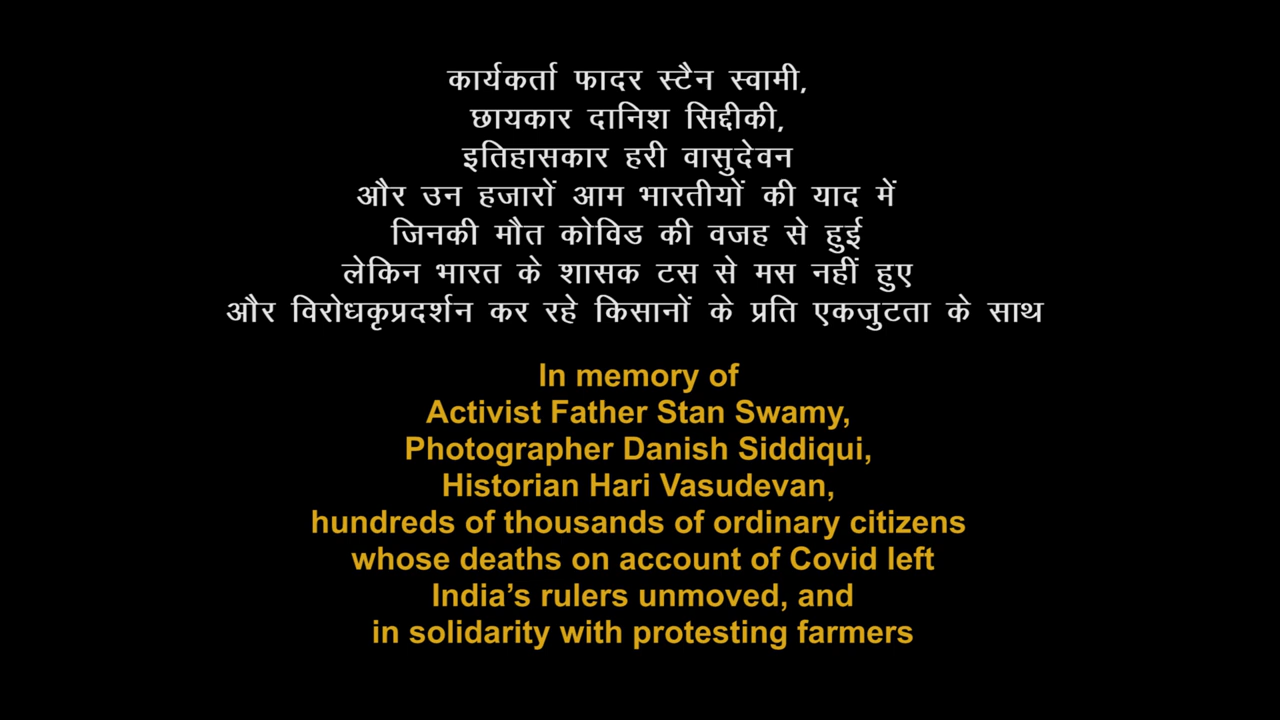 कार्यकर्ता फादर स्टैन स्वामी,
छायकार दानिश सिद्दीकी,
इतिहासकार हरी वासुदेवन
और उन हजारों आम भारतीयों की याद में
जिनकी मौत कोविड की वजह से हुई
लेकिन भारत के शासक टस से मस नहीं हुए
और विरोधकृप्रदर्शन कर रहे किसानों के प्रति एकजुटता के साथ
In memory of
Activist Father Stan Swamy,
Photographer Danish Siddiqui,
Historian Hari Vasudevan,
hundreds of thousands of ordinary citizens
whose deaths on account of Covid left
India’s rulers unmoved, and
in solidarity with protesting farmers